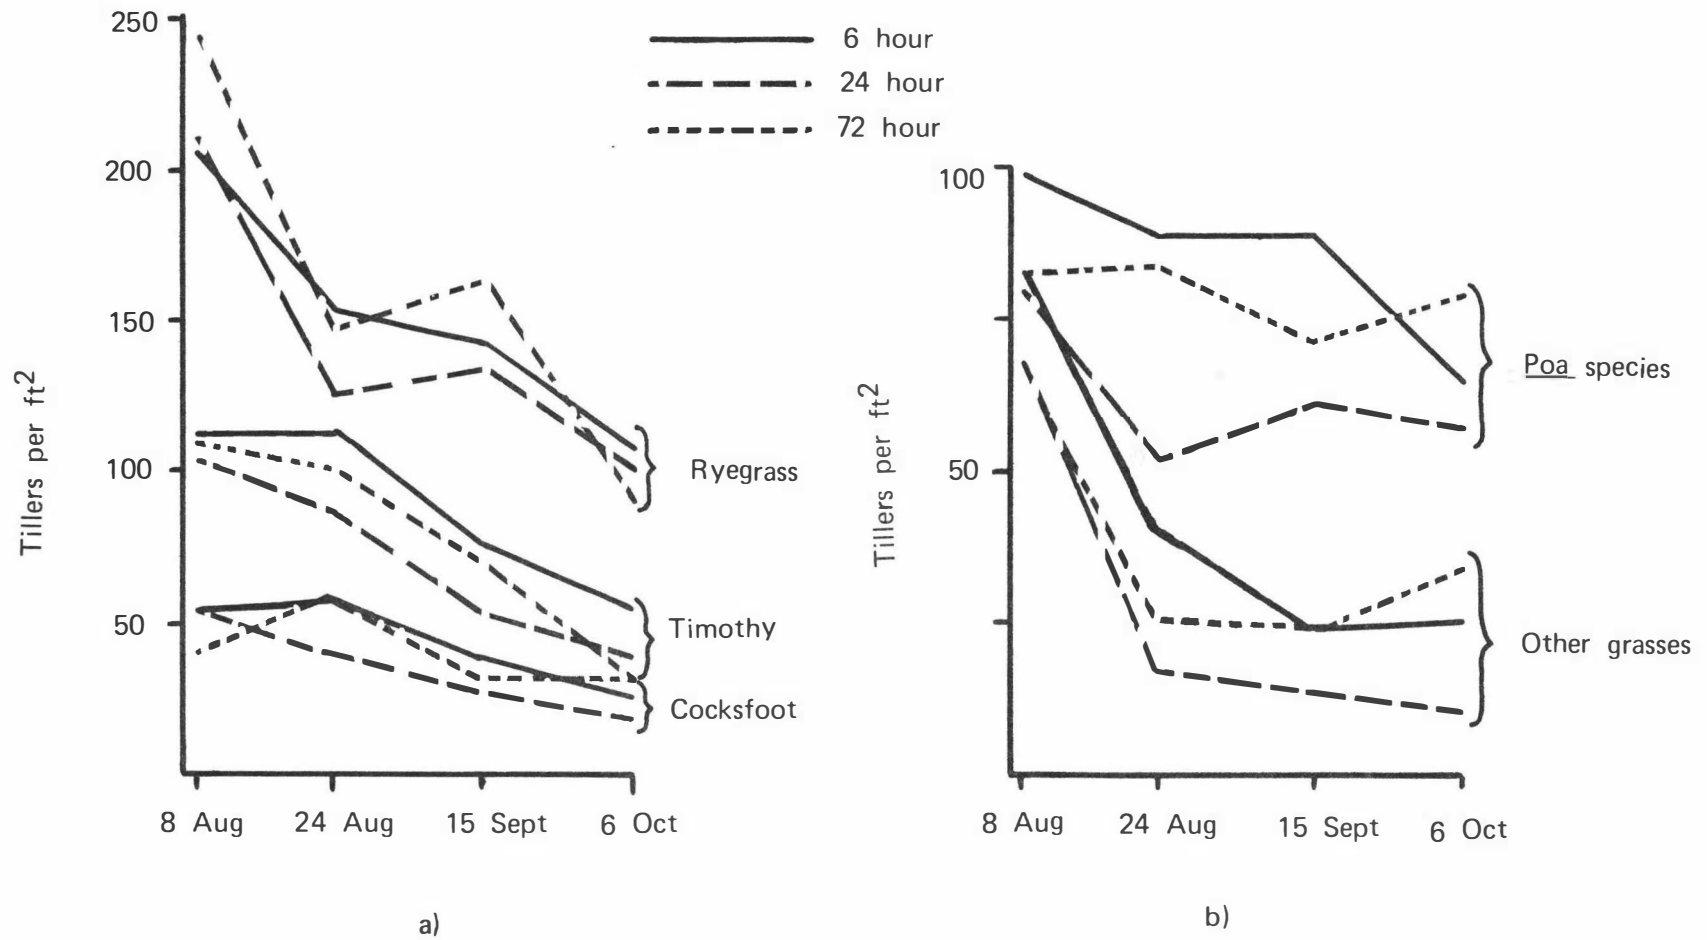 250
200
150
100
50
Tillers per ft2
8 Aug
24 Aug
15 Sept
6 Oct
Ryegrass
Timothy
Cocksfoot
a)
6 hour
24 hour
72 hour
100
50
Tillers per ft2
8 Aug
24 Aug
15 Sept
6 Oct
Poa species
Other grasses
b)